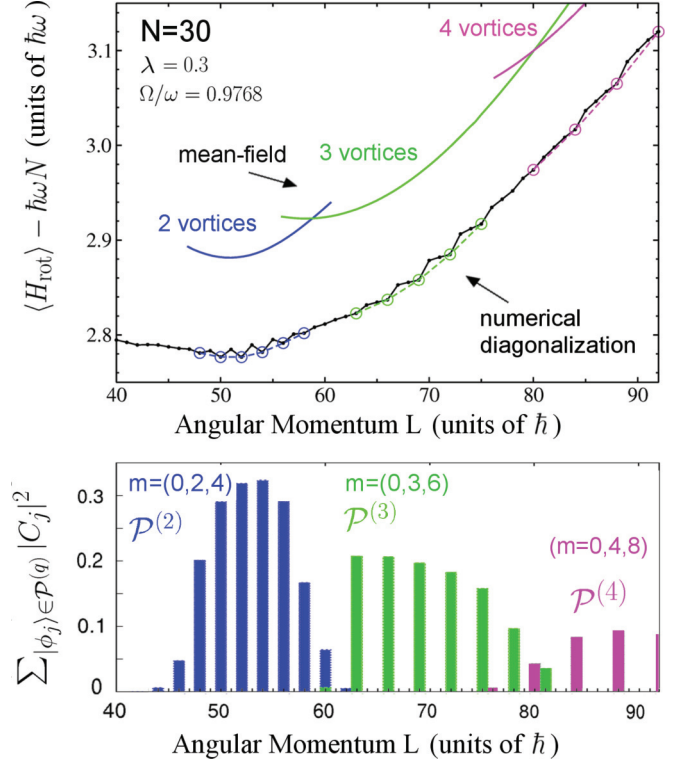 N=30
λ = 0.3
Ω/ω = 0.9768
4 vortices
mean-field
3 vortices
2 vortices
numerical
diagonalization
⟨H_rot⟩ − ħωN (units of ħω)
3.1
3.0
2.9
2.8
40 50 60 70 80 90
Angular Momentum L (units of ħ)
m=(0,2,4)
P^(2)
m=(0,3,6)
P^(3)
(m=0,4,8)
P^(4)
∑_{|ϕ_j⟩∈P^(q)} |C_j|^2
0.3
0.2
0.1
0
40 50 60 70 80 90
Angular Momentum L (units of ħ)